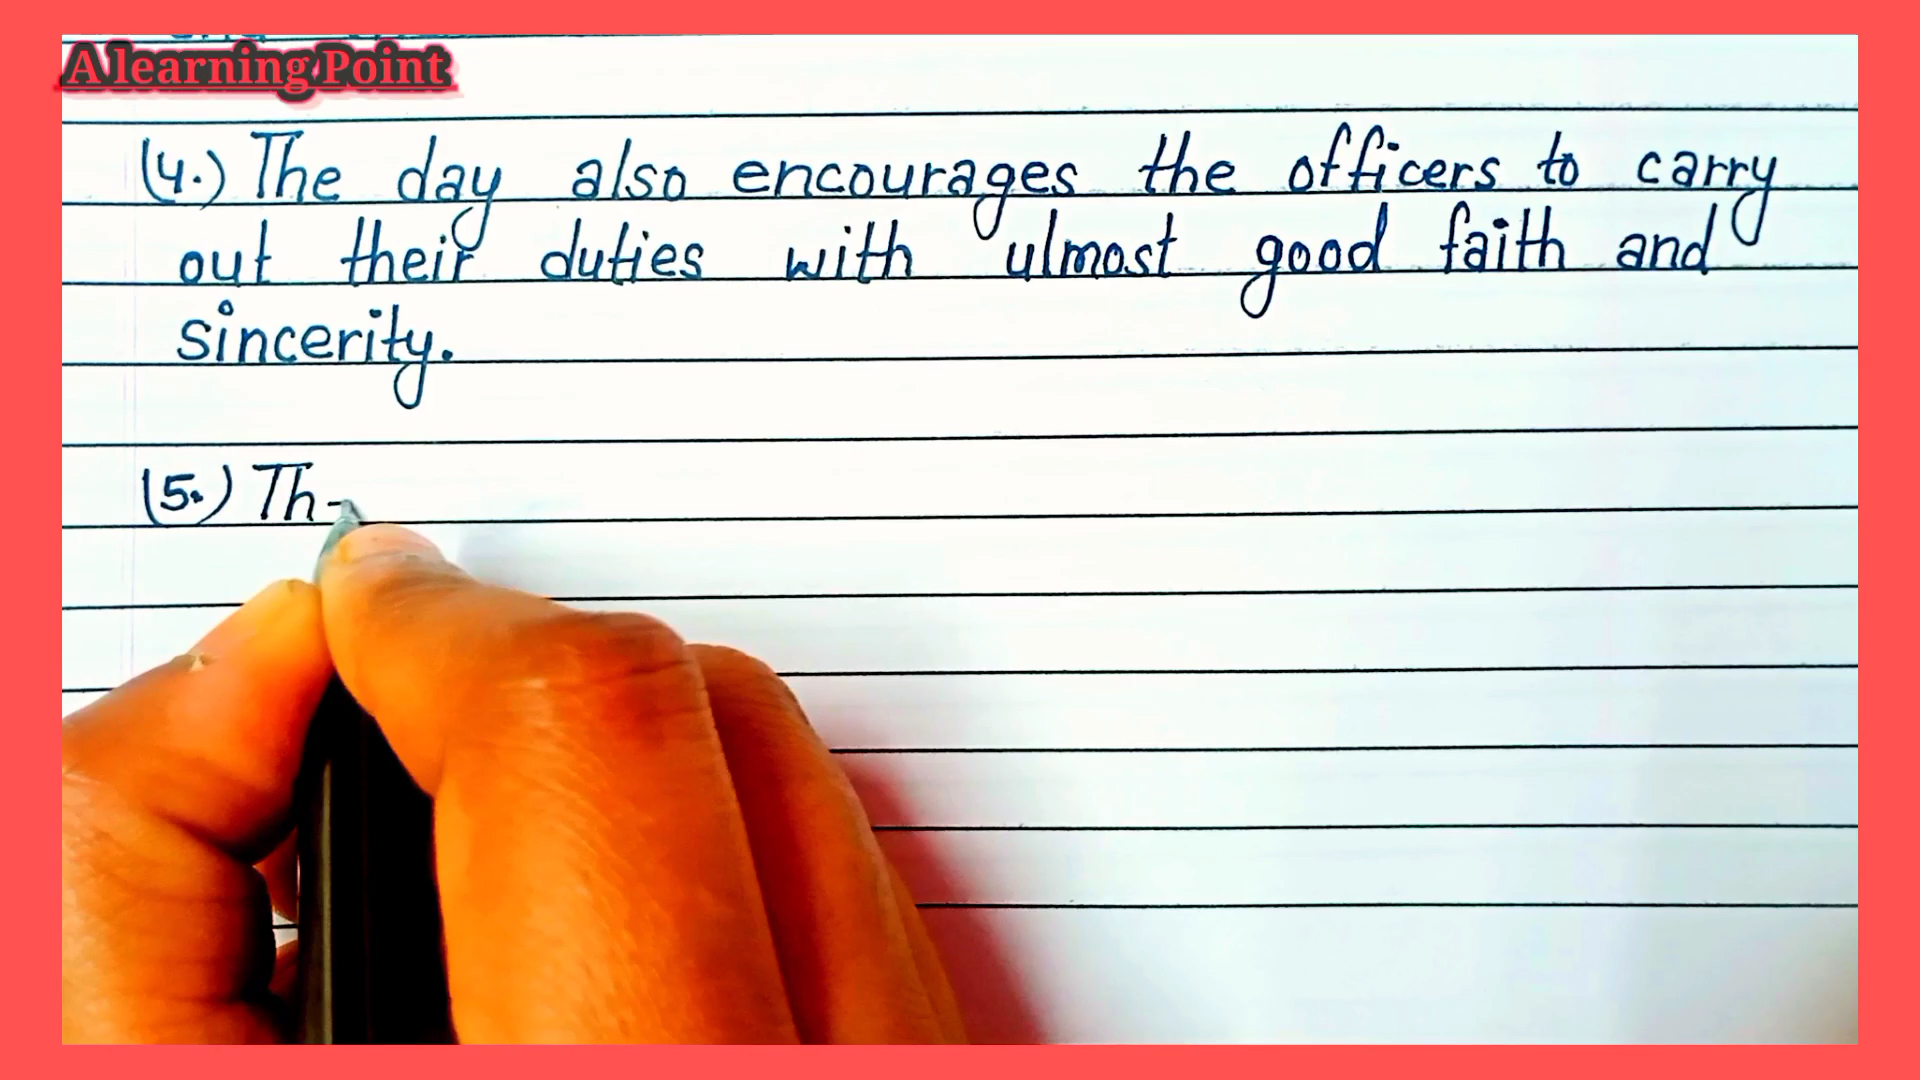 A learning Point
(4.) The day also encourages the officers to carry
out their duties with ulmost good faith and
sincerity.
(5.) Th